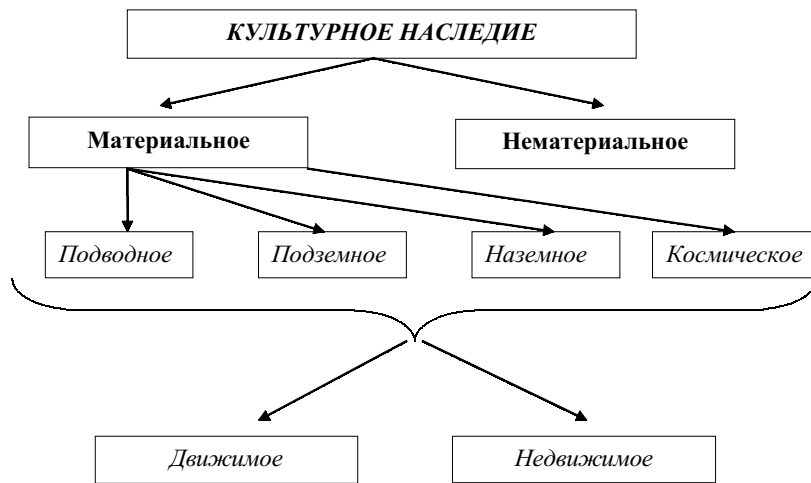 КУЛЬТУРНОЕ НАСЛЕДИЕ
Материальное
Нематериальное
Подводное
Подземное
Наземное
Космическое
Движимое
Недвижимое